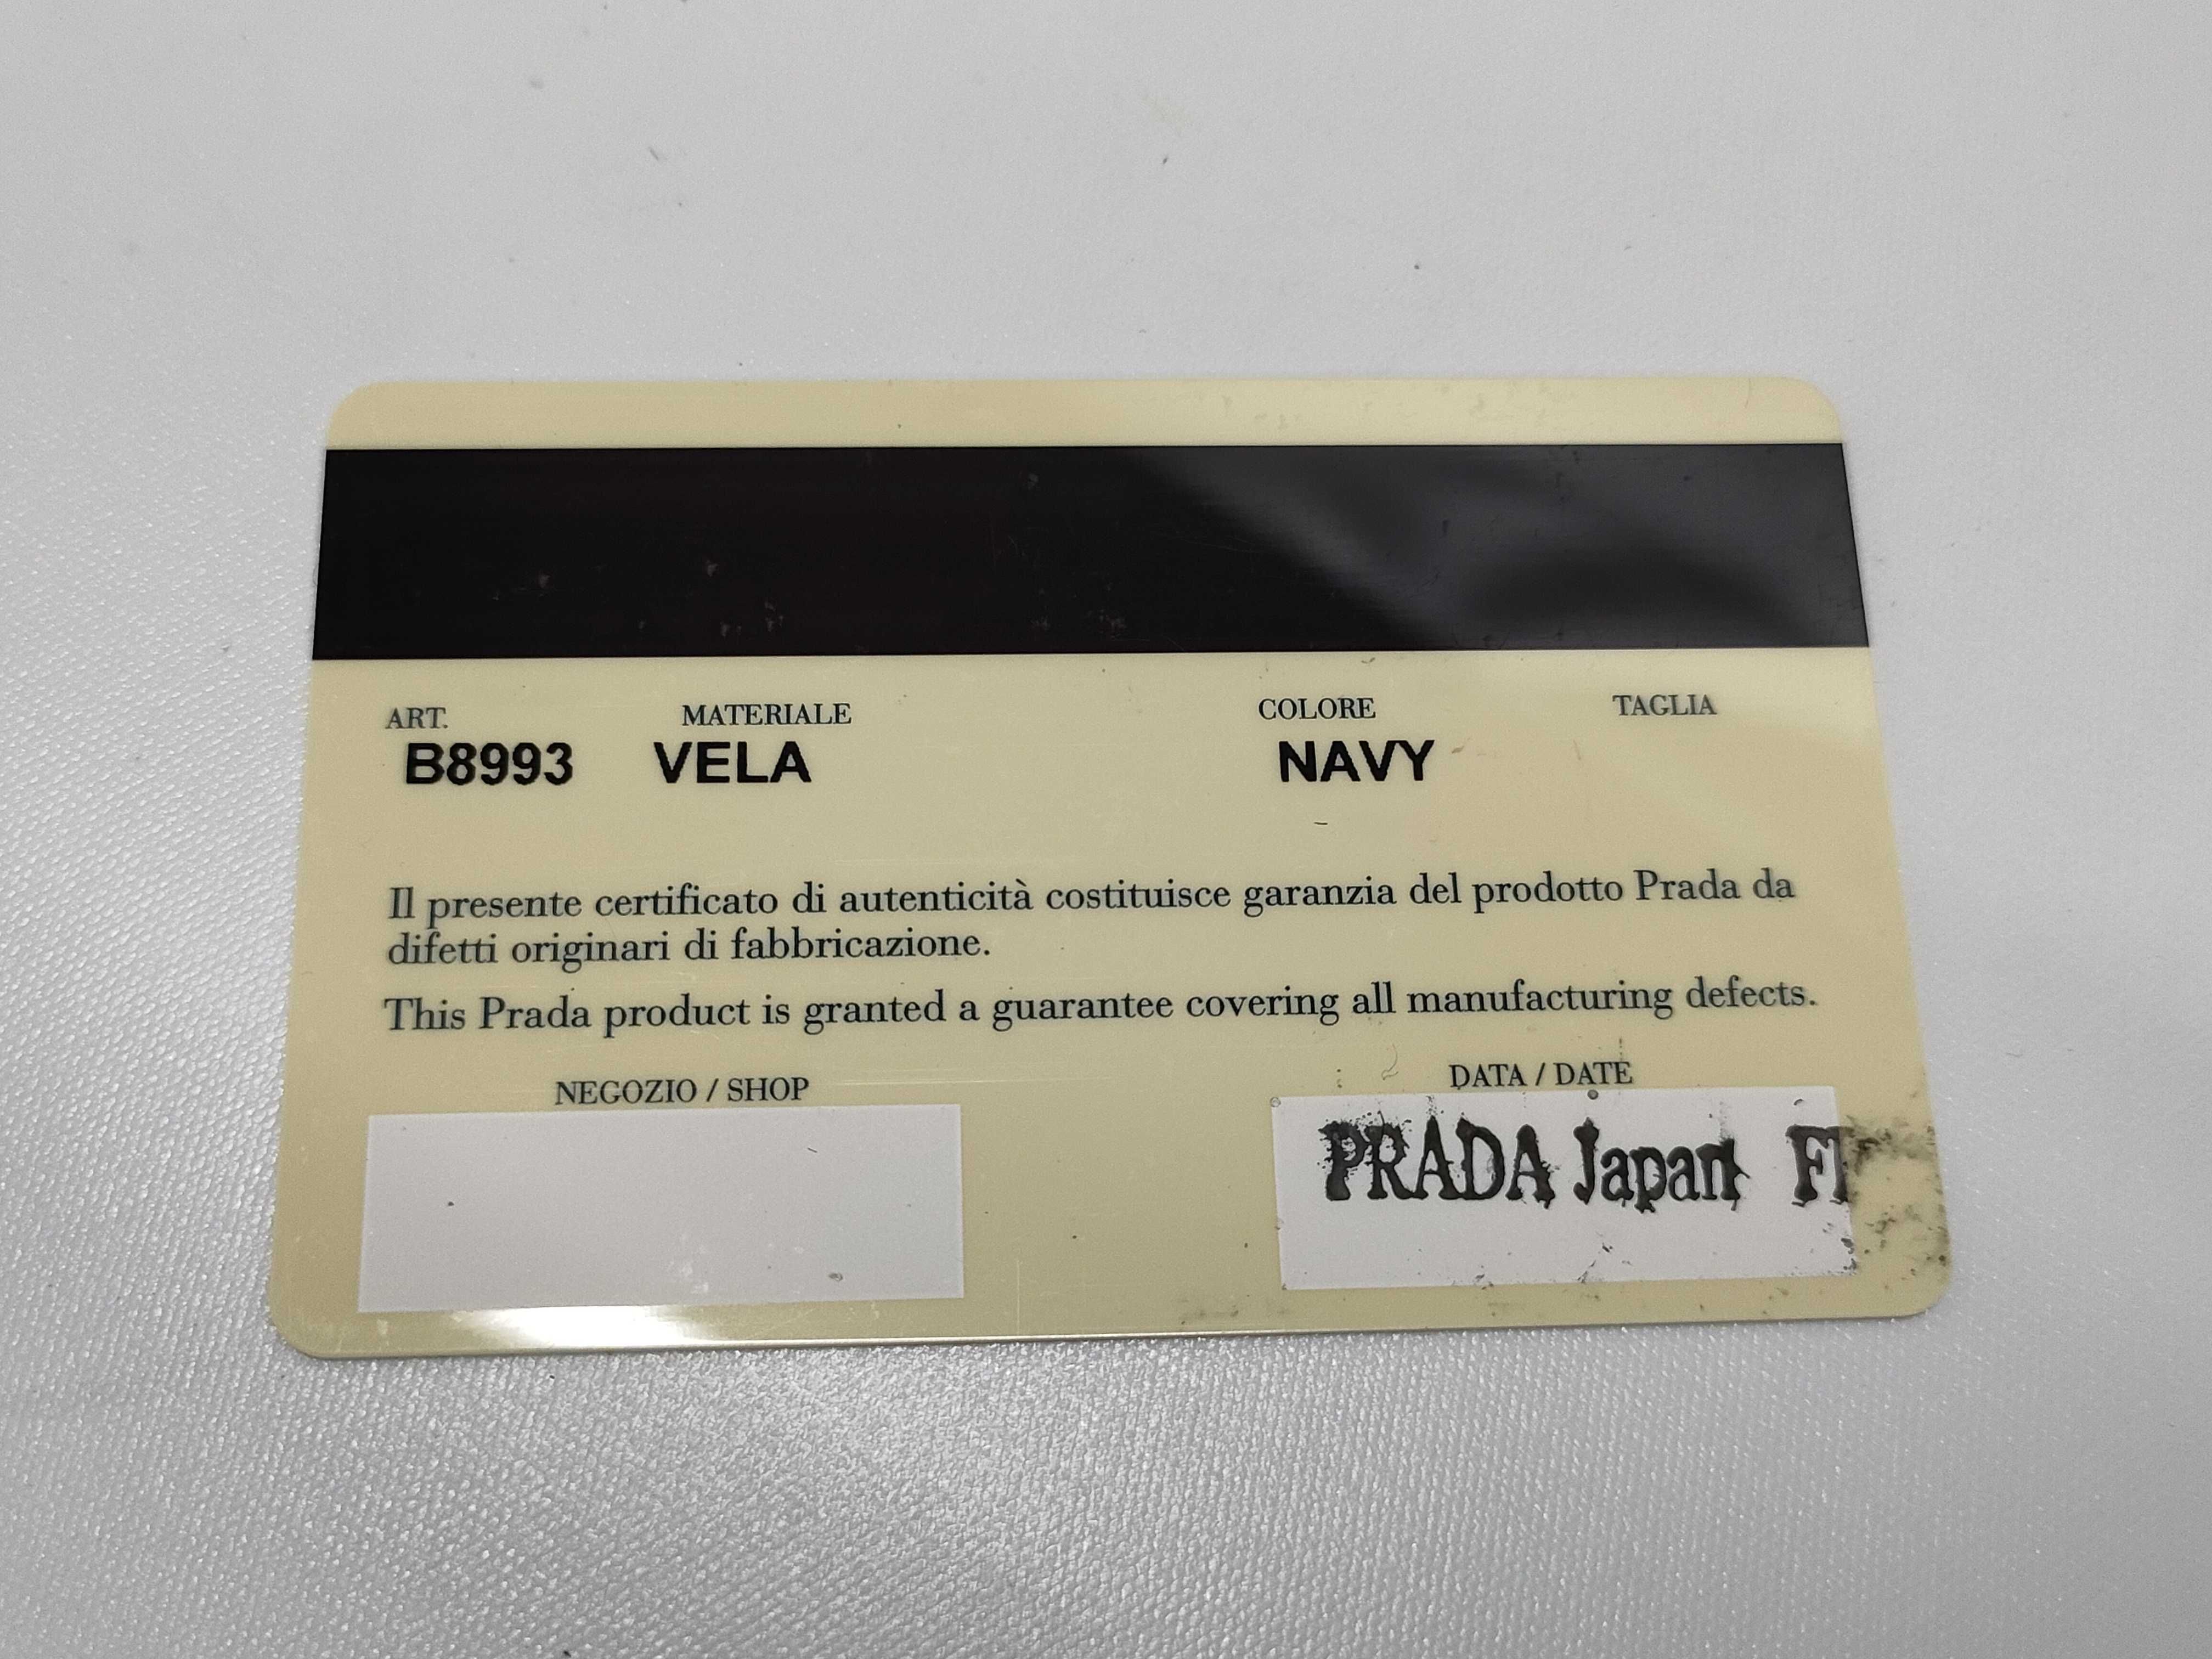 ART. MATERIALE COLORE TAGLIA
B8993 VELA NAVY
Il presente certificato di autenticità costituisce garanzia del prodotto Prada da
difetti originari di fabbricazione.
This Prada product is granted a guarantee covering all manufacturing defects.
NEGOZIO / SHOP DATA / DATE
PRADA Japan